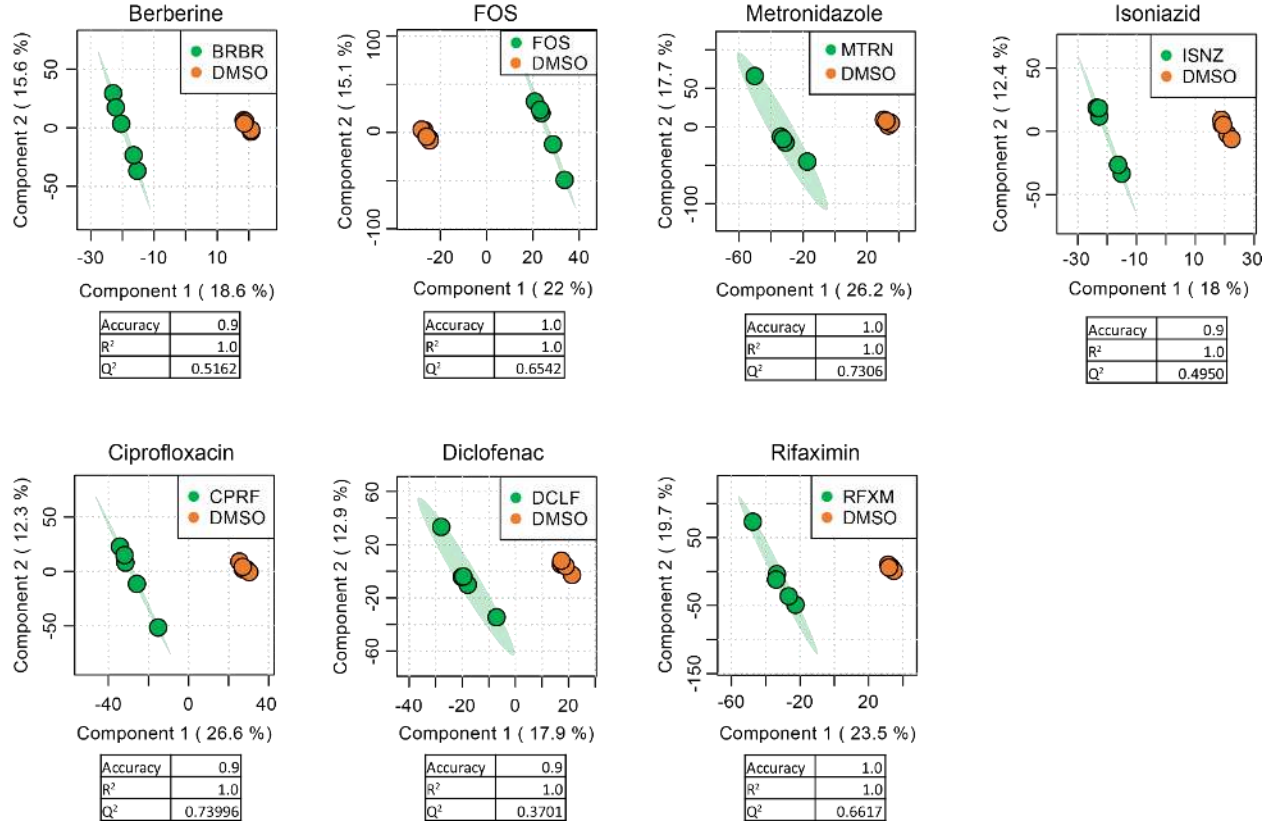 Berberine
BRBR
DMSO
Component 2 ( 15.6 %)
50
0
-50
-30
-10
10
Component 1 ( 18.6 %)
Accuracy 0.9
R² 1.0
Q² 0.5162
FOS
FOS
DMSO
Component 2 ( 15.1 %)
100
50
0
-100
-20
0
20
40
Component 1 ( 22 %)
Accuracy 1.0
R² 1.0
Q² 0.6542
Metronidazole
MTRN
DMSO
Component 2 ( 17.7 %)
50
0
-100
-60
-20
20
Component 1 ( 26.2 %)
Accuracy 1.0
R² 1.0
Q² 0.7306
Isoniazid
ISNZ
DMSO
Component 2 ( 12.4 %)
50
0
-50
-30
-10
10
30
Component 1 ( 18 %)
Accuracy 0.9
R² 1.0
Q² 0.4950
Ciprofloxacin
CPRF
DMSO
Component 2 ( 12.3 %)
50
0
-50
-40
0
40
Component 1 ( 26.6 %)
Accuracy 0.9
R² 1.0
Q² 0.73996
Diclofenac
DCLF
DMSO
Component 2 ( 12.9 %)
60
20
-20
-60
-40
-20
0
20
Component 1 ( 17.9 %)
Accuracy 0.9
R² 1.0
Q² 0.3701
Rifaximin
RFXM
DMSO
Component 2 ( 19.7 %)
50
-50
-150
-60
-20
20
Component 1 ( 23.5 %)
Accuracy 1.0
R² 1.0
Q² 0.6617